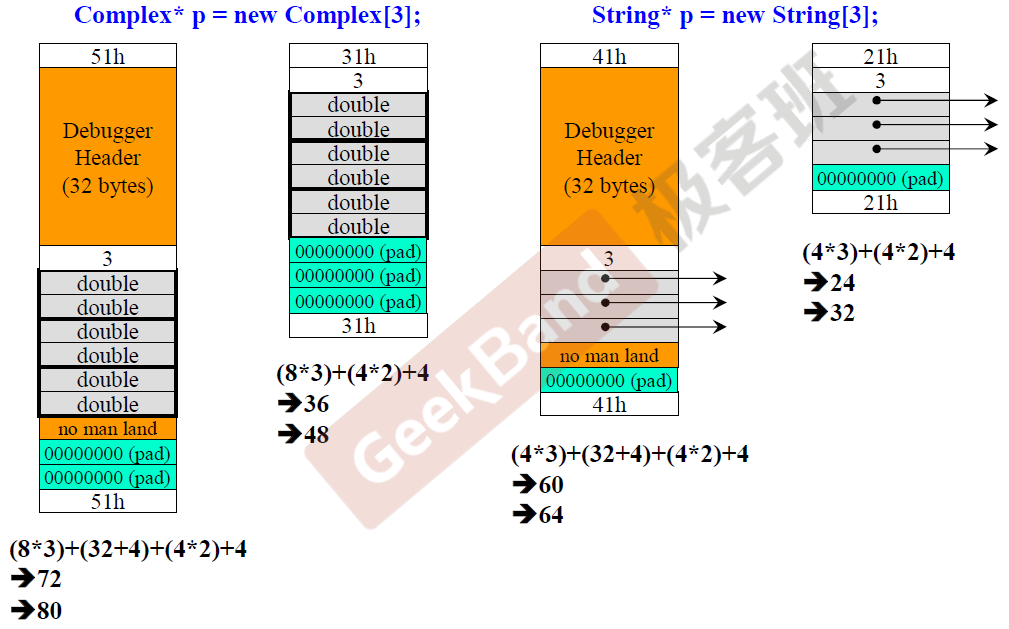 Complex* p = new Complex[3];
51h
Debugger
Header
(32 bytes)
3
double
double
double
double
double
double
no man land
00000000 (pad)
00000000 (pad)
51h
(8*3)+(32+4)+(4*2)+4
➔72
➔80
31h
3
double
double
double
double
double
double
00000000 (pad)
00000000 (pad)
00000000 (pad)
31h
(8*3)+(4*2)+4
➔36
➔48
String* p = new String[3];
41h
Debugger
Header
(32 bytes)
3
no man land
00000000 (pad)
41h
(4*3)+(32+4)+(4*2)+4
➔60
➔64
21h
3
00000000 (pad)
21h
(4*3)+(4*2)+4
➔24
➔32
GeekBand 极客班